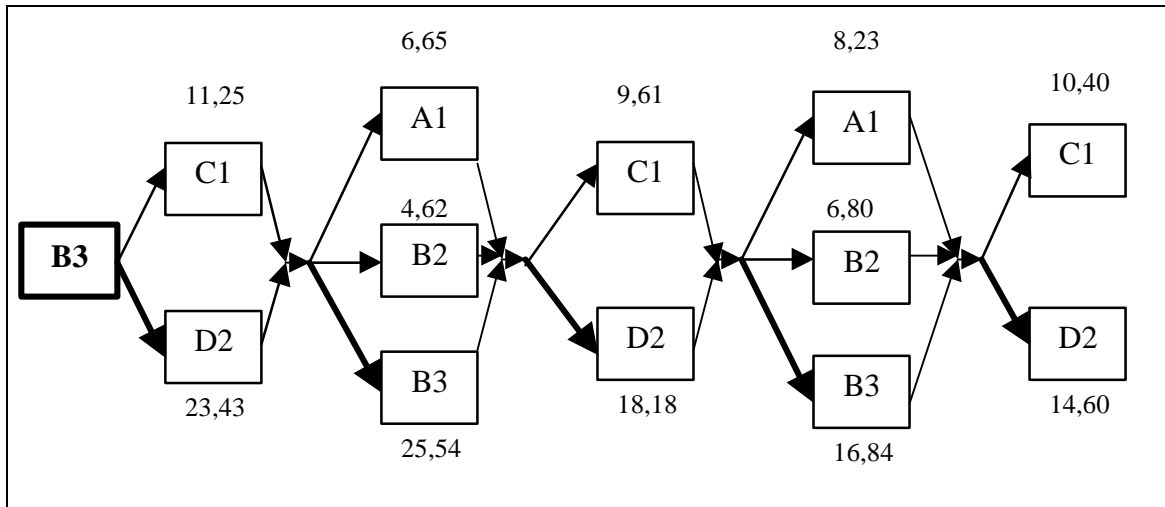 6,65
8,23
11,25
9,61
10,40
A1
A1
C1
C1
C1
4,62
6,80
B3
B2
B2
D2
D2
D2
B3
B3
23,43
18,18
14,60
25,54
16,84